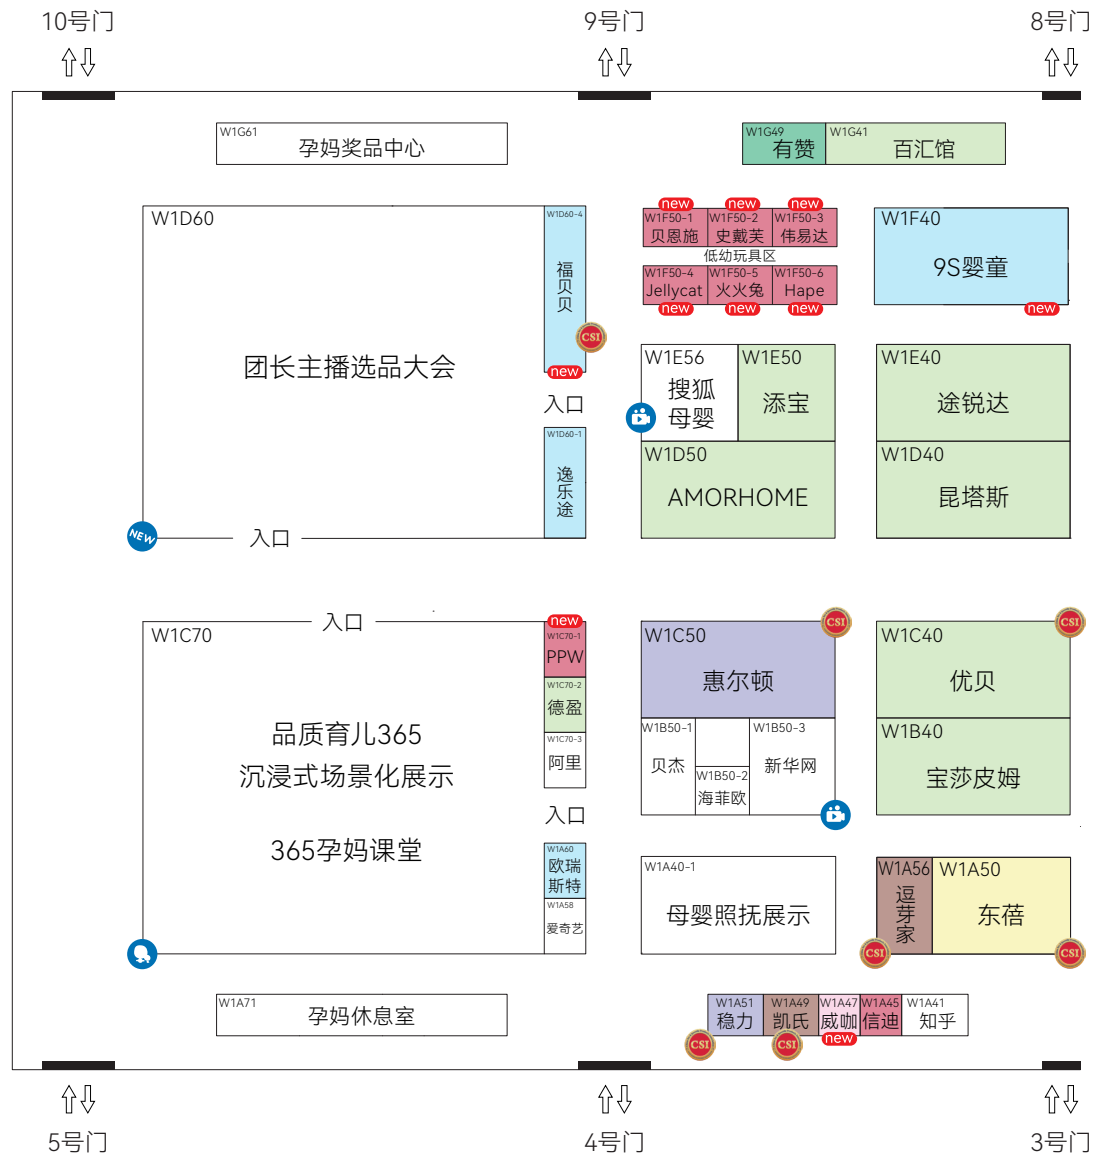 10号门
9号门
8号门
W1G61
孕妈奖品中心
W1G49
有赞
W1G41
百汇馆
W1D60
团长主播选品大会
W1D60-4
福贝贝
CSI
new
入口
W1D60-1
逸乐途
NEW
入口
new
new
new
W1F50-1
贝恩施
W1F50-2
史戴芙
W1F50-3
伟易达
低幼玩具区
W1F50-4
Jellycat
W1F50-5
火火兔
W1F50-6
Hape
new
new
new
W1F40
9S婴童
new
W1E56
搜狐
母婴
W1E50
添宝
W1E40
途锐达
W1D50
AMORHOME
W1D40
昆塔斯
入口
W1C70
品质育儿365
沉浸式场景化展示
365孕妈课堂
new
W1C70-1
PPW
W1C70-2
德盈
W1C70-3
阿里
入口
W1A60
欧瑞
斯特
W1A58
爱奇艺
W1C50
惠尔顿
CSI
W1C40
优贝
CSI
W1B50-1
贝杰
W1B50-2
海菲欧
W1B50-3
新华网
W1B40
宝莎皮姆
W1A40-1
母婴照抚展示
W1A56
逗芽家
CSI
W1A50
东蓓
CSI
W1A71
孕妈休息室
W1A51
稳力
CSI
W1A49
凯氏
CSI
W1A47
威咖
new
W1A45
信迪
W1A41
知乎
5号门
4号门
3号门